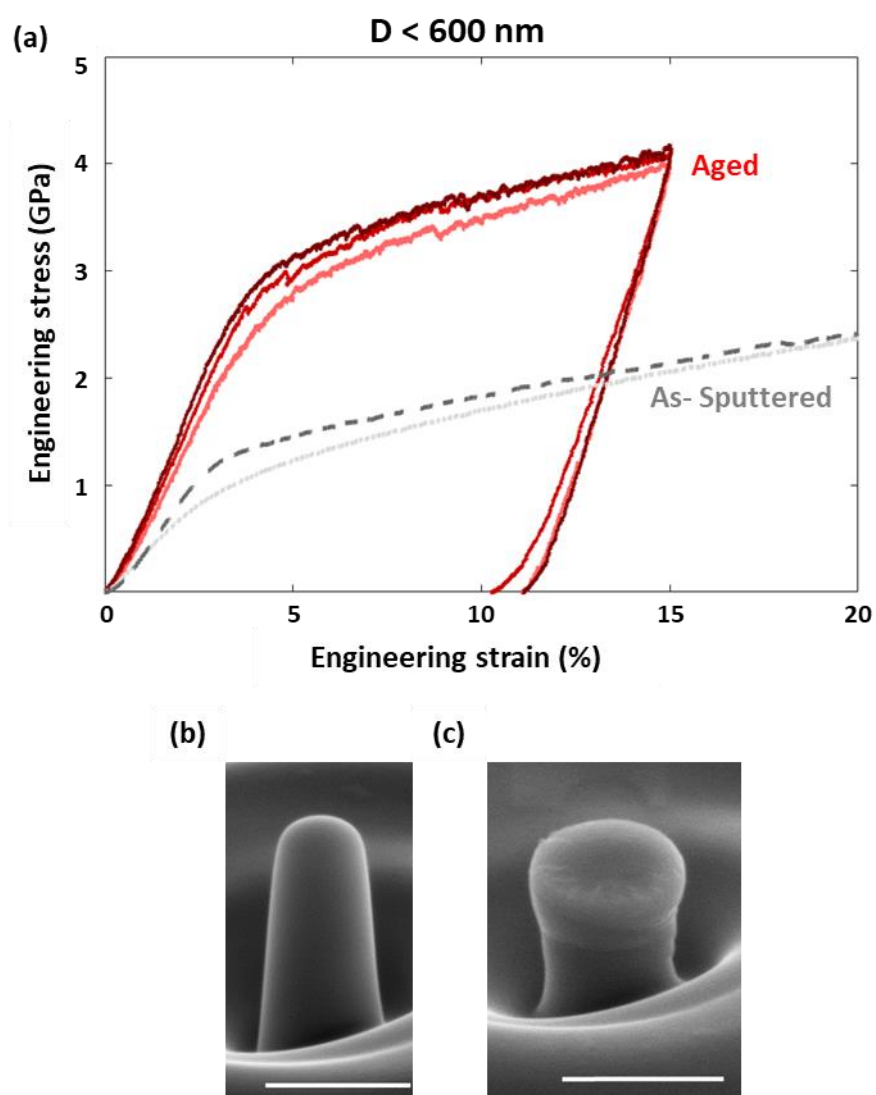 (a)
D < 600 nm
5
4
3
2
1
0
5
10
15
20
Engineering stress (GPa)
Engineering strain (%)
Aged
As- Sputtered
(b)
(c)